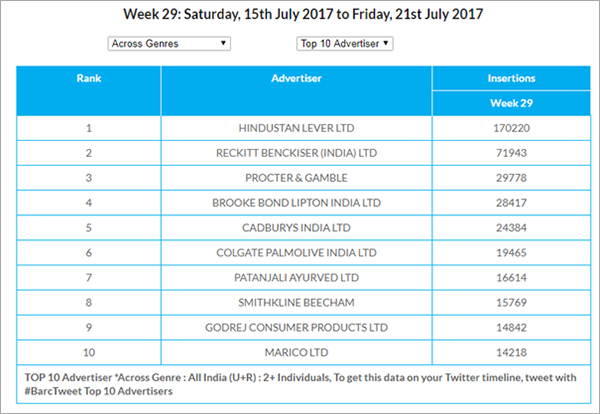 Week 29: Saturday, 15th July 2017 to Friday, 21st July 2017
Across Genres Top 10 Advertiser
Rank Advertiser Insertions
Week 29
1 HINDUSTAN LEVER LTD 170220
2 RECKITT BENCKISER (INDIA) LTD 71943
3 PROCTER & GAMBLE 29778
4 BROOKE BOND LIPTON INDIA LTD 28417
5 CADBURYS INDIA LTD 24384
6 COLGATE PALMOLIVE INDIA LTD 19465
7 PATANJALI AYURVED LTD 16614
8 SMITHKLINE BEECHAM 15769
9 GODREJ CONSUMER PRODUCTS LTD 14842
10 MARICO LTD 14218
TOP 10 Advertiser *Across Genre : All India (U+R) : 2+ Individuals, To get this data on your Twitter timeline, tweet with
#BarcTweet Top 10 Advertisers